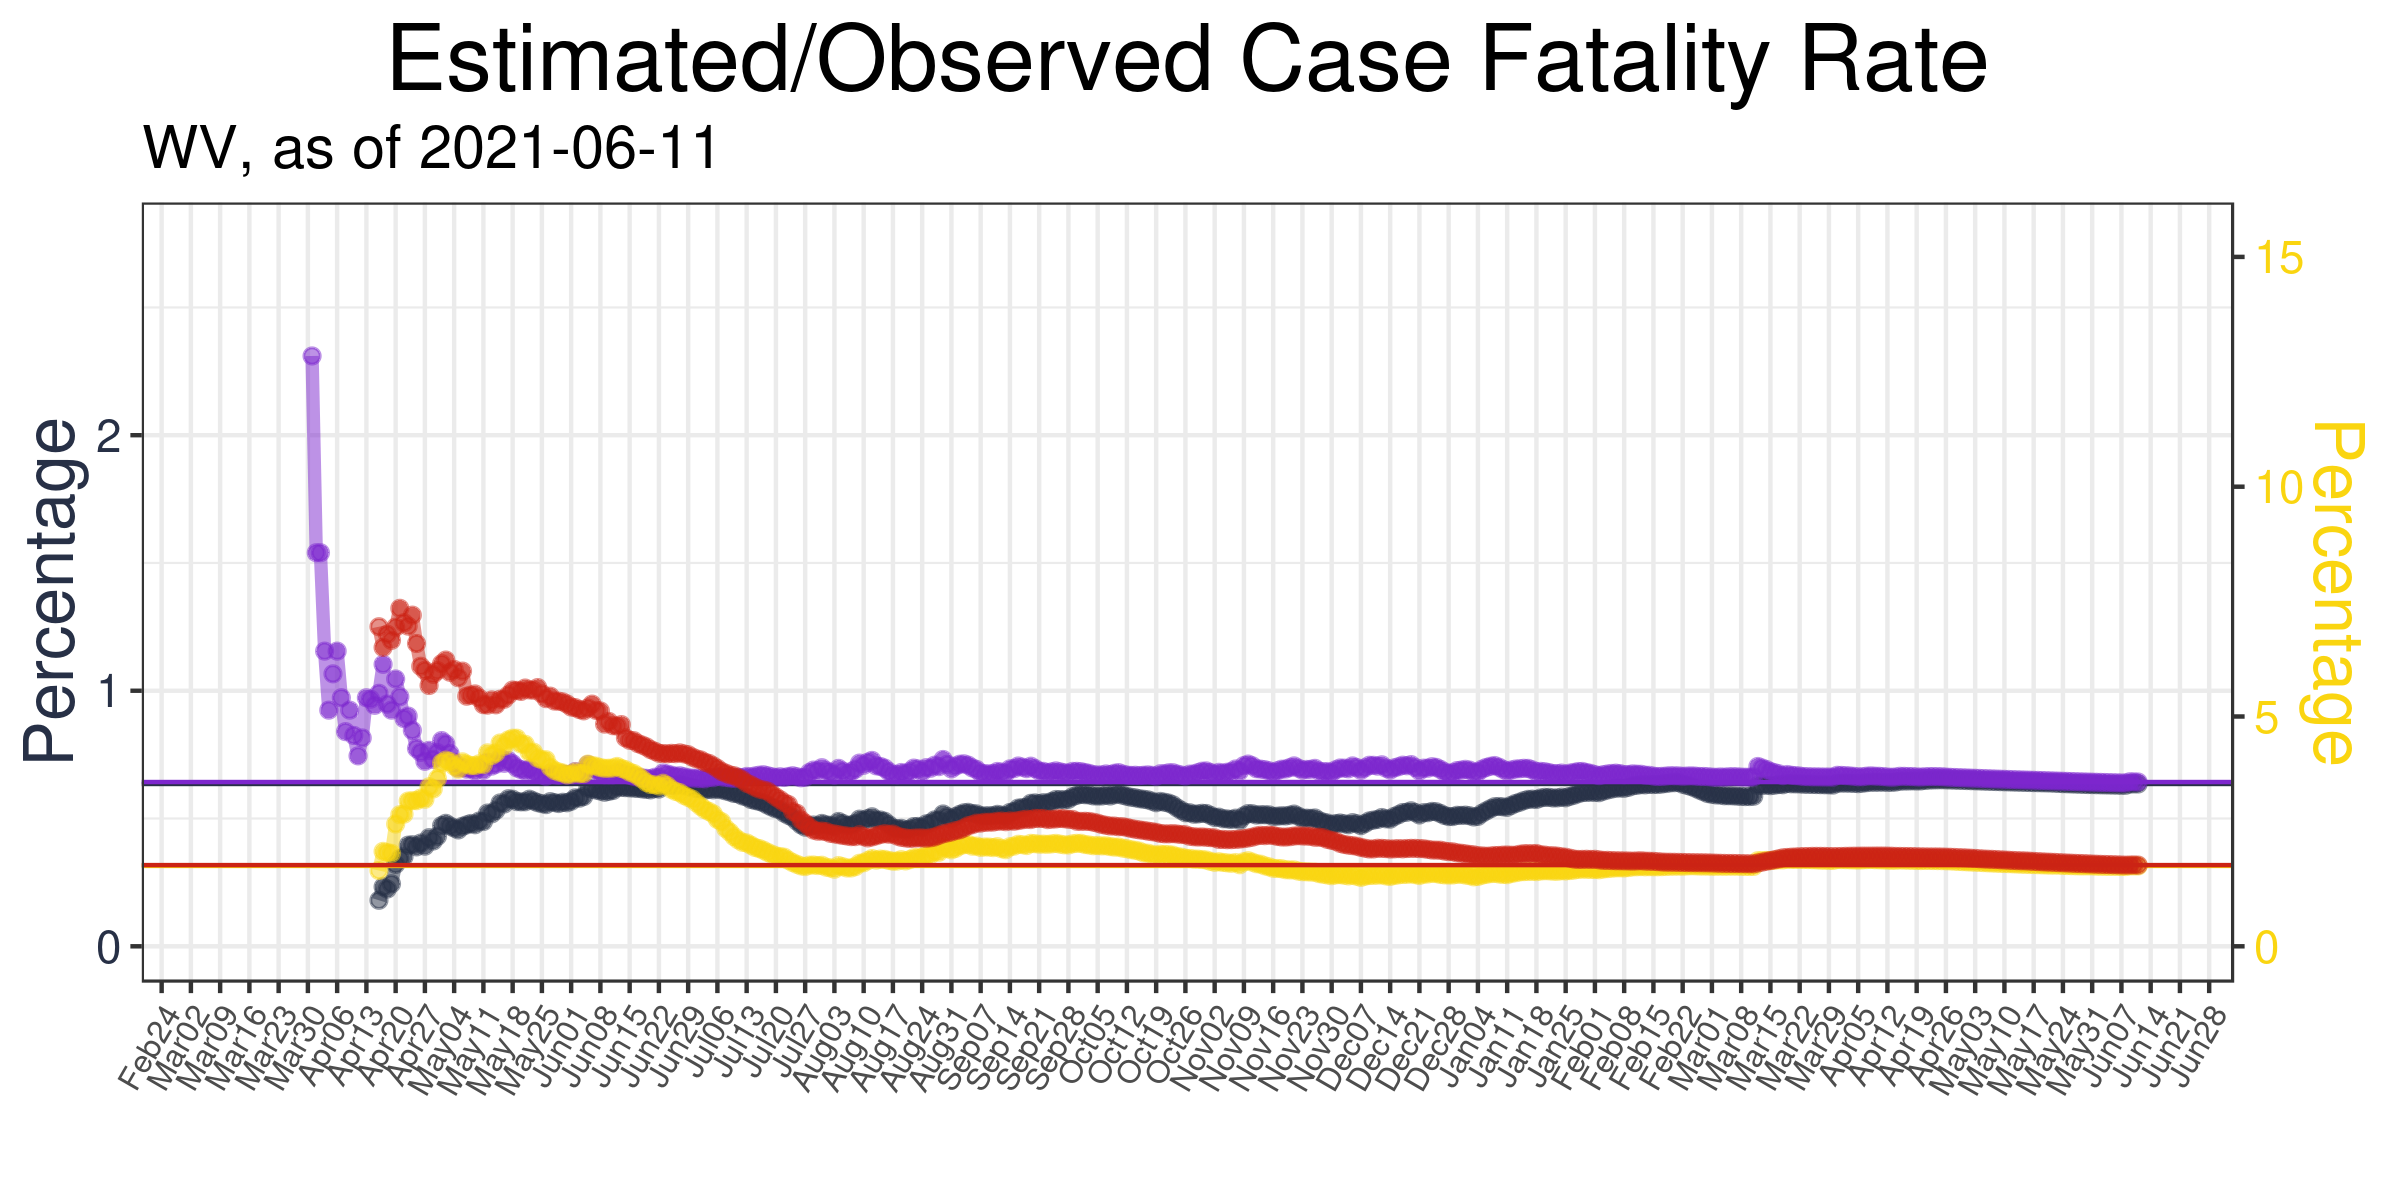 Estimated/Observed Case Fatality Rate
WV, as of 2021-06-11
Percentage
2
1
0
15
10
5
0
Percentage
Feb24
Mar02
Mar09
Mar16
Mar23
Mar30
Apr06
Apr13
Apr20
Apr27
May04
May11
May18
May25
Jun01
Jun08
Jun15
Jun22
Jun29
Jul06
Jul13
Jul20
Jul27
Aug03
Aug10
Aug17
Aug24
Aug31
Sep07
Sep14
Sep21
Sep28
Oct05
Oct12
Oct19
Oct26
Nov02
Nov09
Nov16
Nov23
Nov30
Dec07
Dec14
Dec21
Dec28
Jan04
Jan11
Jan18
Jan25
Feb01
Feb08
Feb15
Feb22
Mar01
Mar08
Mar15
Mar22
Mar29
Apr05
Apr12
Apr19
Apr26
May03
May10
May17
May24
May31
Jun07
Jun14
Jun21
Jun28